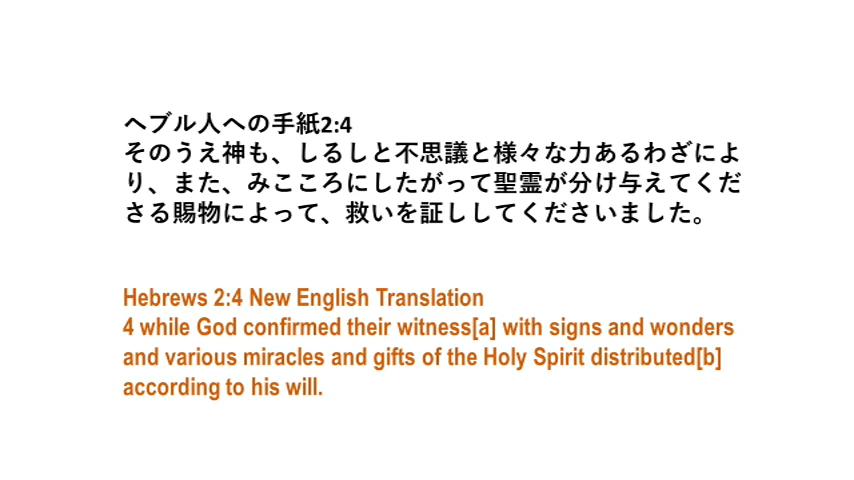 ヘブル人への手紙2:4
そのうえ神も、しるしと不思議と様々な力あるわざによ
り、また、みこころにしたがって聖霊が分け与えてくだ
さる賜物によって、救いを証ししてくださいました。
Hebrews 2:4 New English Translation
4 while God confirmed their witness[a] with signs and wonders
and various miracles and gifts of the Holy Spirit distributed[b]
according to his will.